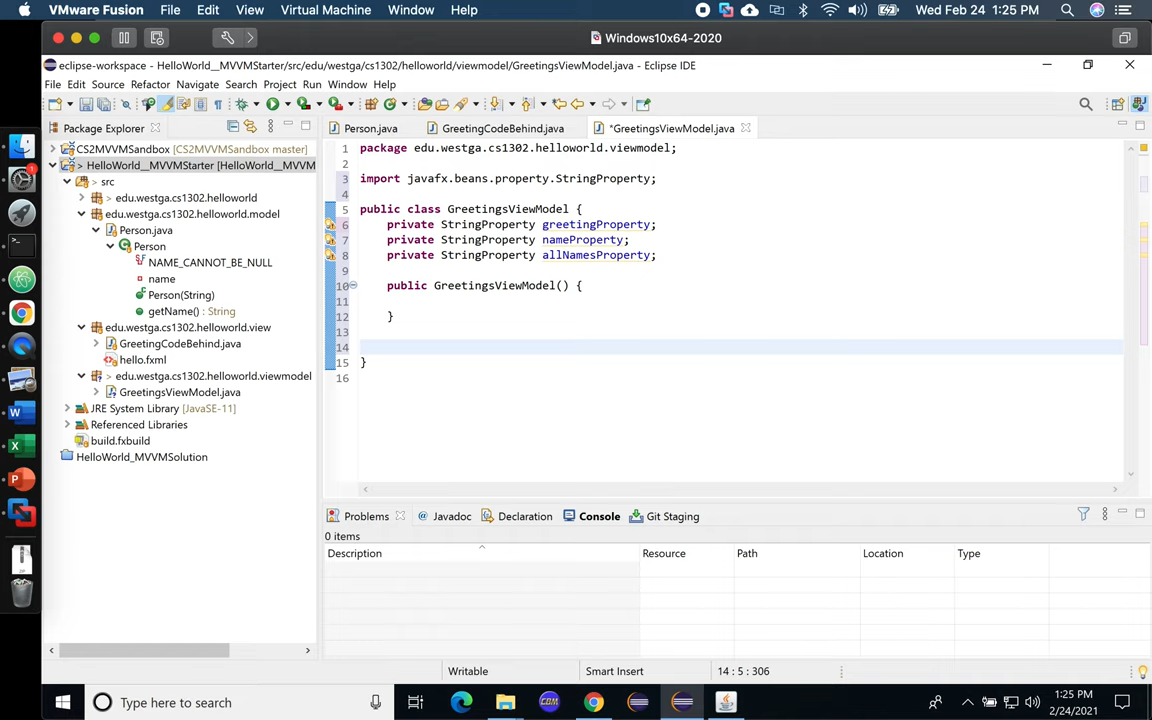 VMware Fusion File Edit View Virtual Machine Window Help Wed Feb 24 1:25 PM
Windows10x64-2020
eclipse-workspace - HelloWorld__MVVMStarter/src/edu/westga/cs1302/helloworld/viewmodel/GreetingsViewModel.java - Eclipse IDE
File Edit Source Refactor Navigate Search Project Run Window Help
Package Explorer
Person.java GreetingCodeBehind.java *GreetingsViewModel.java
CS2MVVMSandbox [CS2MVVMSandbox master]
> HelloWorld__MVVMStarter [HelloWorld__MVVM
> src
> edu.westga.cs1302.helloworld
edu.westga.cs1302.helloworld.model
Person.java
Person
NAME_CANNOT_BE_NULL
name
Person(String)
getName() : String
edu.westga.cs1302.helloworld.view
GreetingCodeBehind.java
hello.fxml
> edu.westga.cs1302.helloworld.viewmodel
GreetingsViewModel.java
JRE System Library [JavaSE-11]
Referenced Libraries
build.fxbuild
HelloWorld_MVVMSolution
1 package edu.westga.cs1302.helloworld.viewmodel;
2
3 import javafx.beans.property.StringProperty;
4
5 public class GreetingsViewModel {
6 private StringProperty greetingProperty;
7 private StringProperty nameProperty;
8 private StringProperty allNamesProperty;
9
10 public GreetingsViewModel() {
11
12 }
13
14
15 }
16
Problems @ Javadoc Declaration Console Git Staging
0 items
Description Resource Path Location Type
Writable Smart Insert 14 : 5 : 306
Type here to search
1:25 PM
2/24/2021